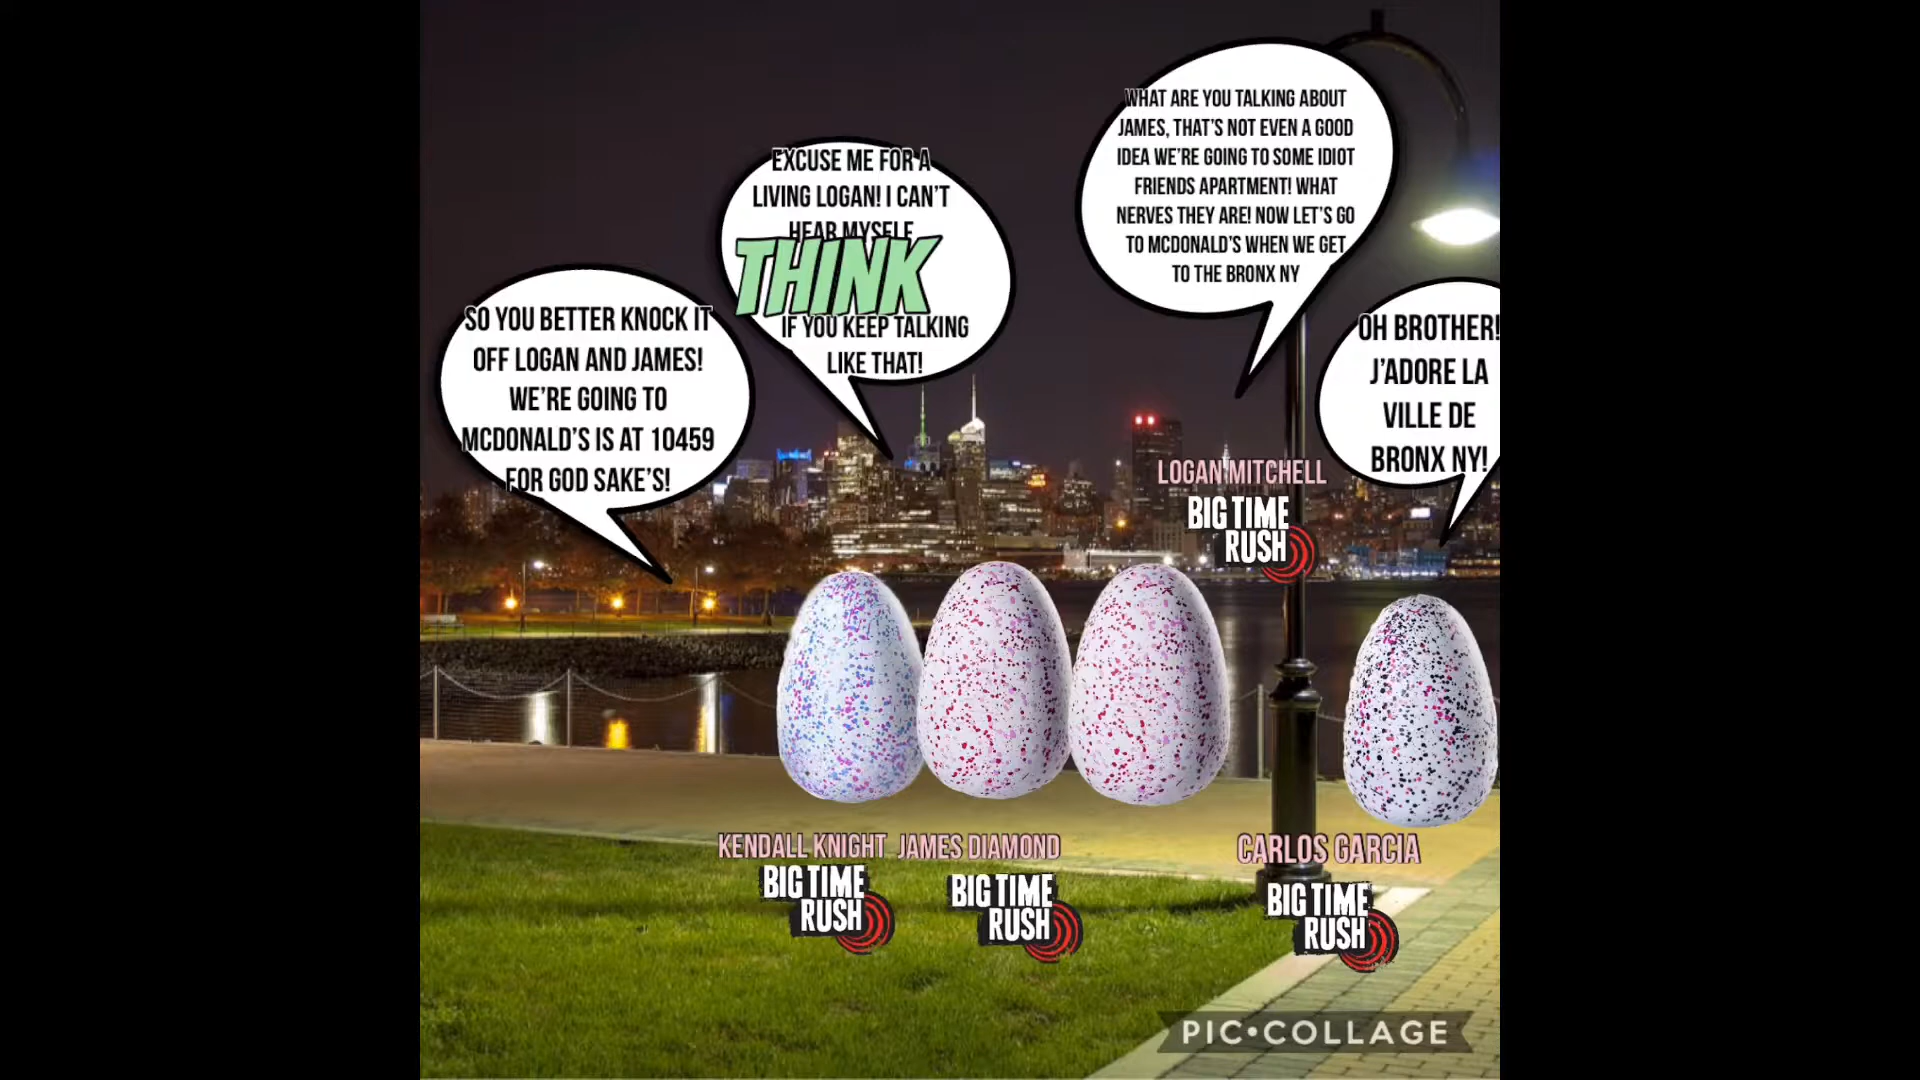 SO YOU BETTER KNOCK IT
OFF LOGAN AND JAMES!
WE'RE GOING TO
MCDONALD'S IS AT 10459
FOR GOD SAKE'S!
EXCUSE ME FOR A
LIVING LOGAN! I CAN'T
HEAR MYSELF
THINK
IF YOU KEEP TALKING
LIKE THAT!
WHAT ARE YOU TALKING ABOUT
JAMES, THAT'S NOT EVEN A GOOD
IDEA WE'RE GOING TO SOME IDIOT
FRIENDS APARTMENT! WHAT
NERVES THEY ARE! NOW LET'S GO
TO MCDONALD'S WHEN WE GET
TO THE BRONX NY
OH BROTHER!
J'ADORE LA
VILLE DE
BRONX NY!
LOGAN MITCHELL
BIG TIME
RUSH
KENDALL KNIGHT
BIG TIME
RUSH
JAMES DIAMOND
BIG TIME
RUSH
CARLOS GARCIA
BIG TIME
RUSH
PIC•COLLAGE